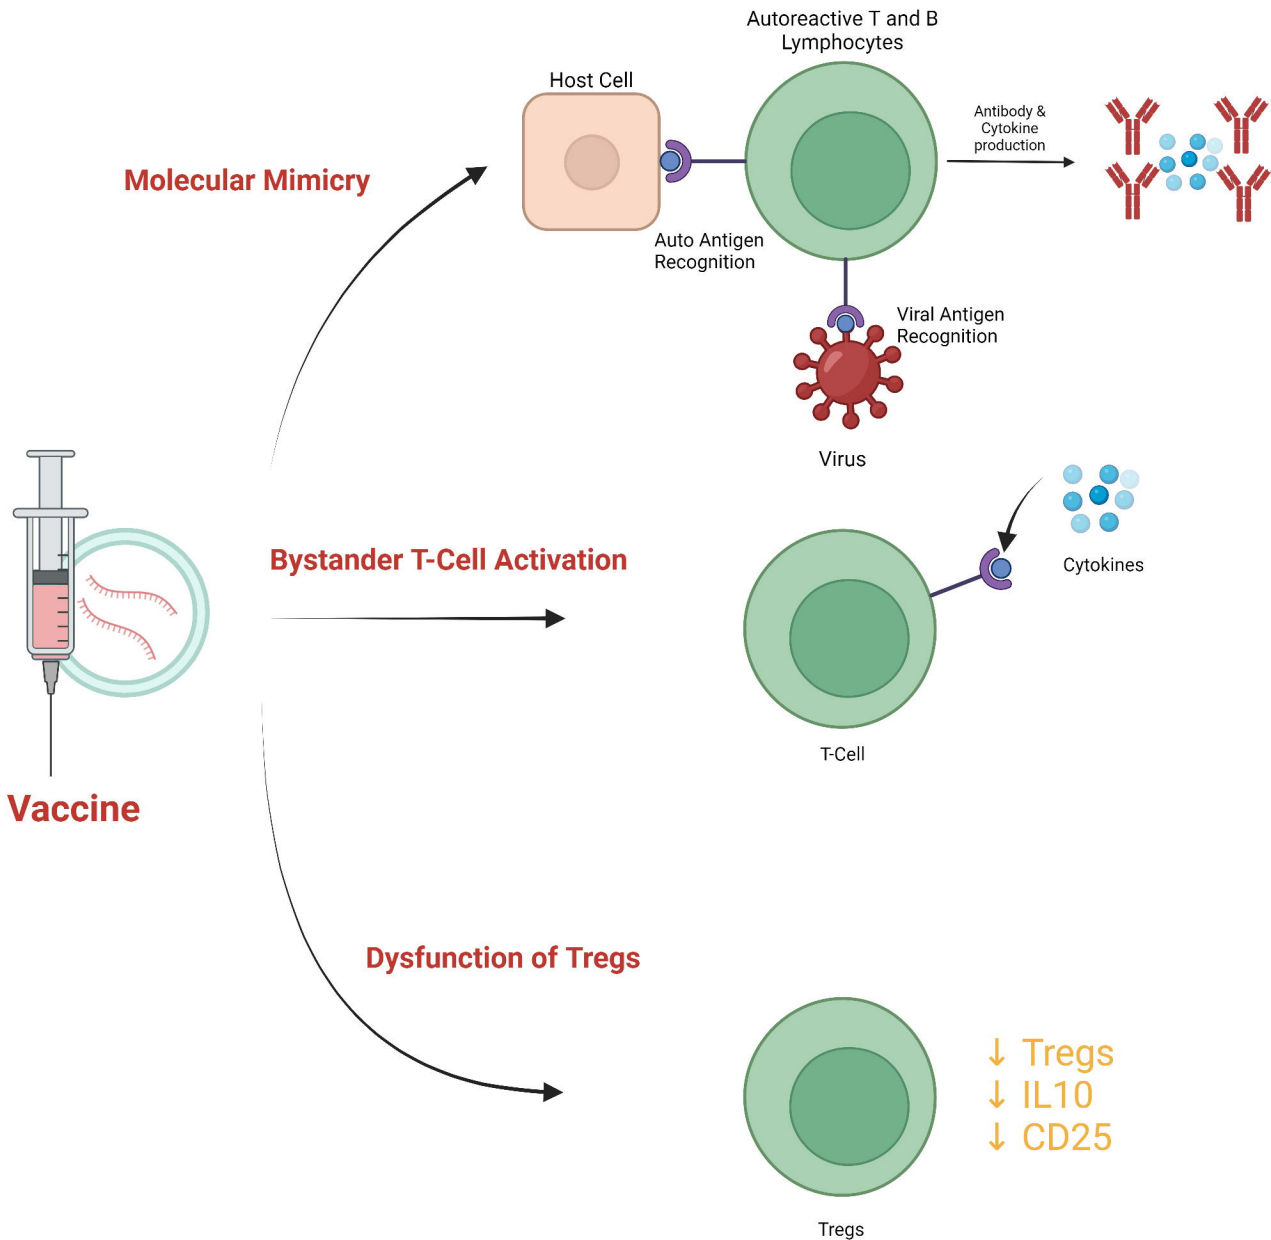 Autoreactive T and B
Lymphocytes
Host Cell
Antibody &
Cytokine
production
Molecular Mimicry
Auto Antigen
Recognition
Viral Antigen
Recognition
Virus
Bystander T-Cell Activation
Cytokines
T-Cell
Vaccine
Dysfunction of Tregs
↓ Tregs
↓ IL10
↓ CD25
Tregs